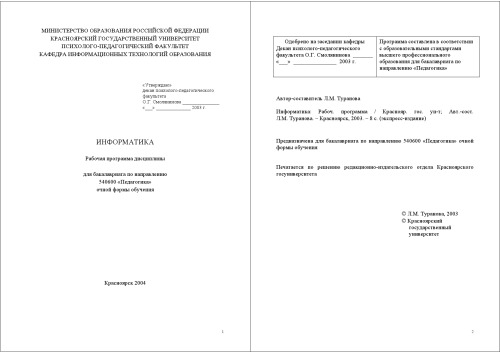 МИНИСТЕРСТВО ОБРАЗОВАНИЯ РОССИЙСКОЙ ФЕДЕРАЦИИ
КРАСНОЯРСКИЙ ГОСУДАРСТВЕННЫЙ УНИВЕРСИТЕТ
ПСИХОЛОГО-ПЕДАГОГИЧЕСКИЙ ФАКУЛЬТЕТ
КАФЕДРА ИНФОРМАЦИОННЫХ ТЕХНОЛОГИЙ ОБРАЗОВАНИЯ
«Утверждаю»
декан психолого-педагогического
факультета
О.Г. Смолянинова ________________
«___» ________________ 2003 г.
ИНФОРМАТИКА
Рабочая программа дисциплины
для бакалавриата по направлению
540600 «Педагогика»
очной формы обучения
Красноярск 2004
1
Одобрено на заседании кафедры
Декан психолого-педагогического
факультета О.Г. Смолянинова ________
«___» ________________ 2003 г.
Программа составлена в соответствии
с образовательными стандартами
высшего профессионального
образования для бакалавриата по
направлению «Педагогика»
Автор-составитель Л.М. Туранова
Информатика: Рабоч. программа / Краснояр. гос. ун-т; Авт.-сост.
Л.М. Туранова. – Красноярск, 2003. – 8 с. (экспресс-издание)
Предназначена для бакалавриата по направлению 540600 «Педагогика» очной
формы обучения
Печатается по решению редакционно-издательского отдела Красноярского
госуниверситета
© Л.М. Туранова, 2003
© Красноярский
государственный
университет
2